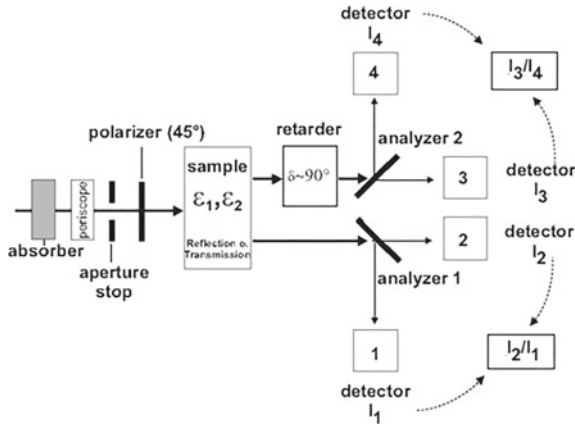 detector
I4
4
I3/I4
polarizer (45°)
retarder
analyzer 2
sample
ε1,ε2
δ~90°
3
detector
I3
periscope
absorber
Reflection o.
Transmission
2
detector
I2
aperture
stop
analyzer 1
1
I2/I1
detector
I1